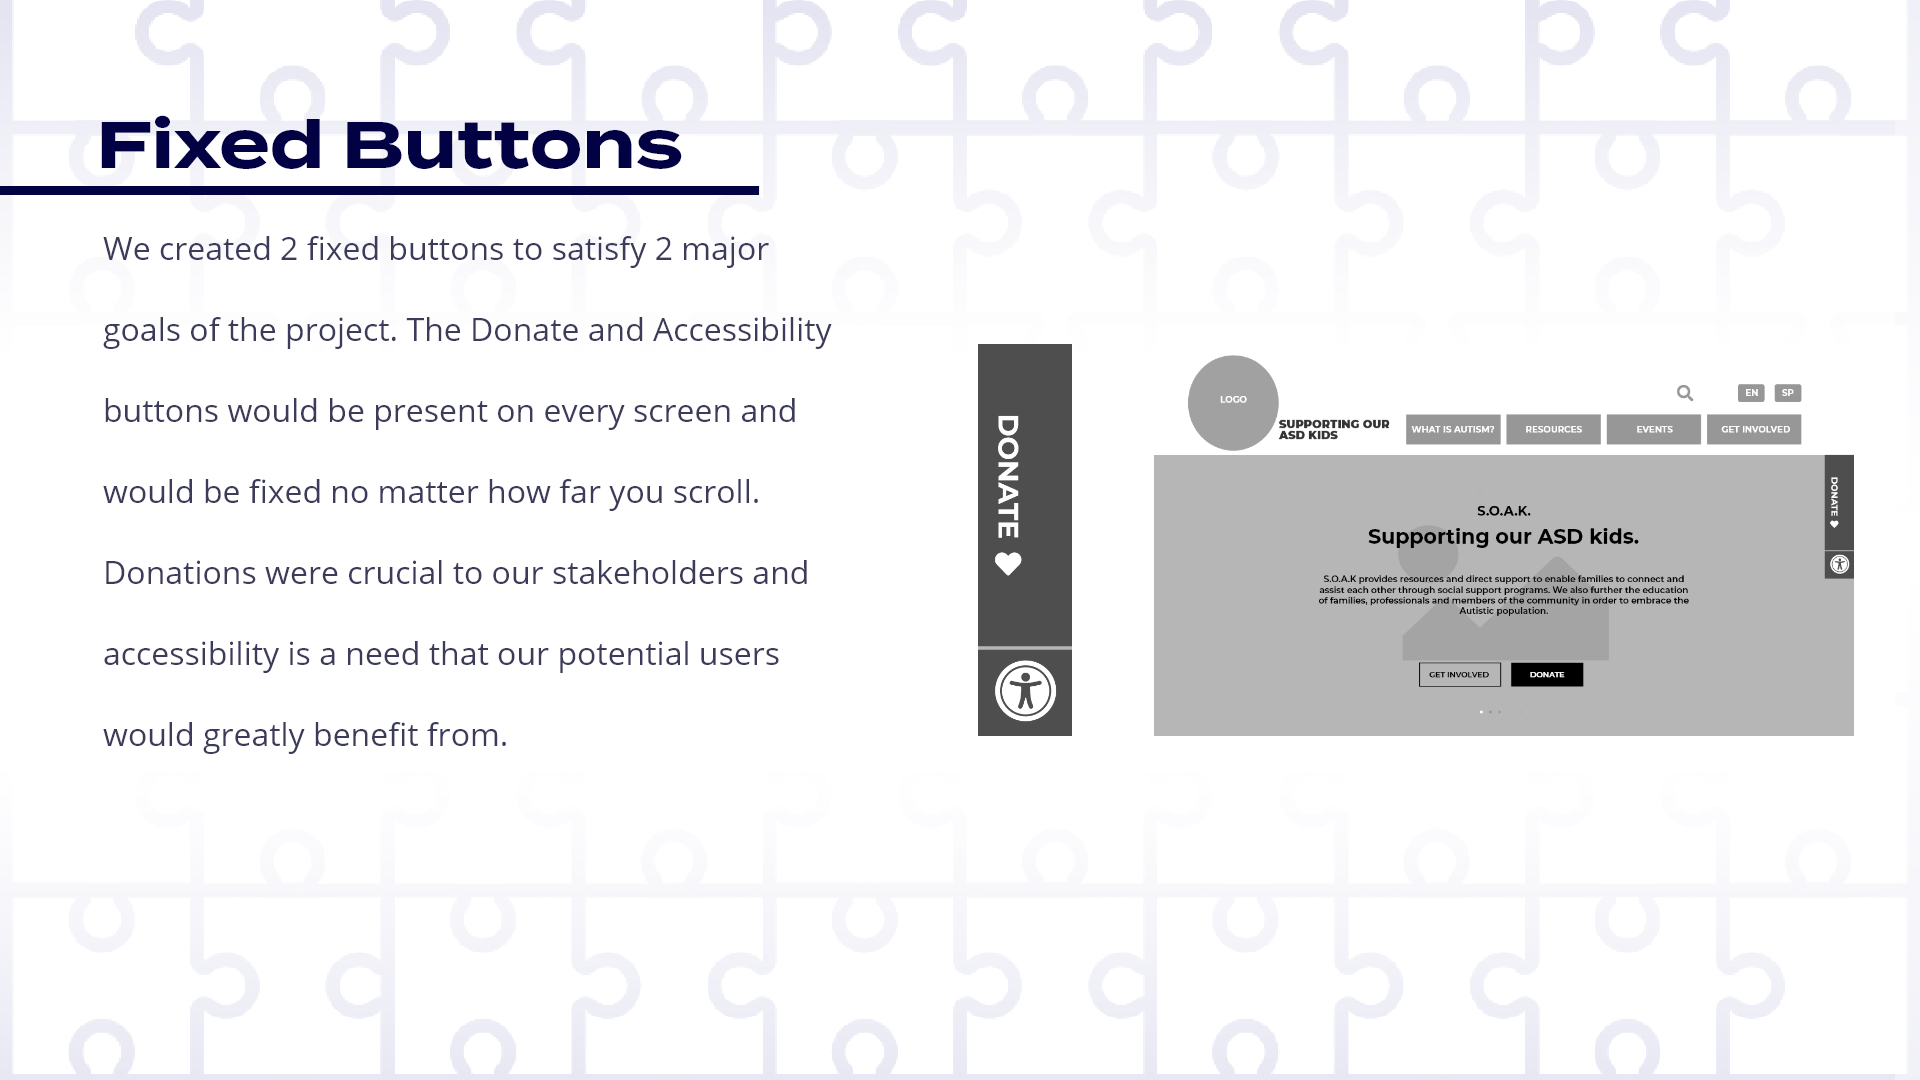 Fixed Buttons
We created 2 fixed buttons to satisfy 2 major
goals of the project. The Donate and Accessibility
buttons would be present on every screen and
would be fixed no matter how far you scroll.
Donations were crucial to our stakeholders and
accessibility is a need that our potential users
would greatly benefit from.
DONATE
LOGO
SUPPORTING OUR
ASD KIDS
EN
SP
WHAT IS AUTISM?
RESOURCES
EVENTS
GET INVOLVED
S.O.A.K.
Supporting our ASD kids.
S.O.A.K provides resources and direct support to enable families to connect and
assist each other through social support programs. We also further the education
of families, professionals and members of the community in order to embrace the
Autistic population.
GET INVOLVED
DONATE
DONATE